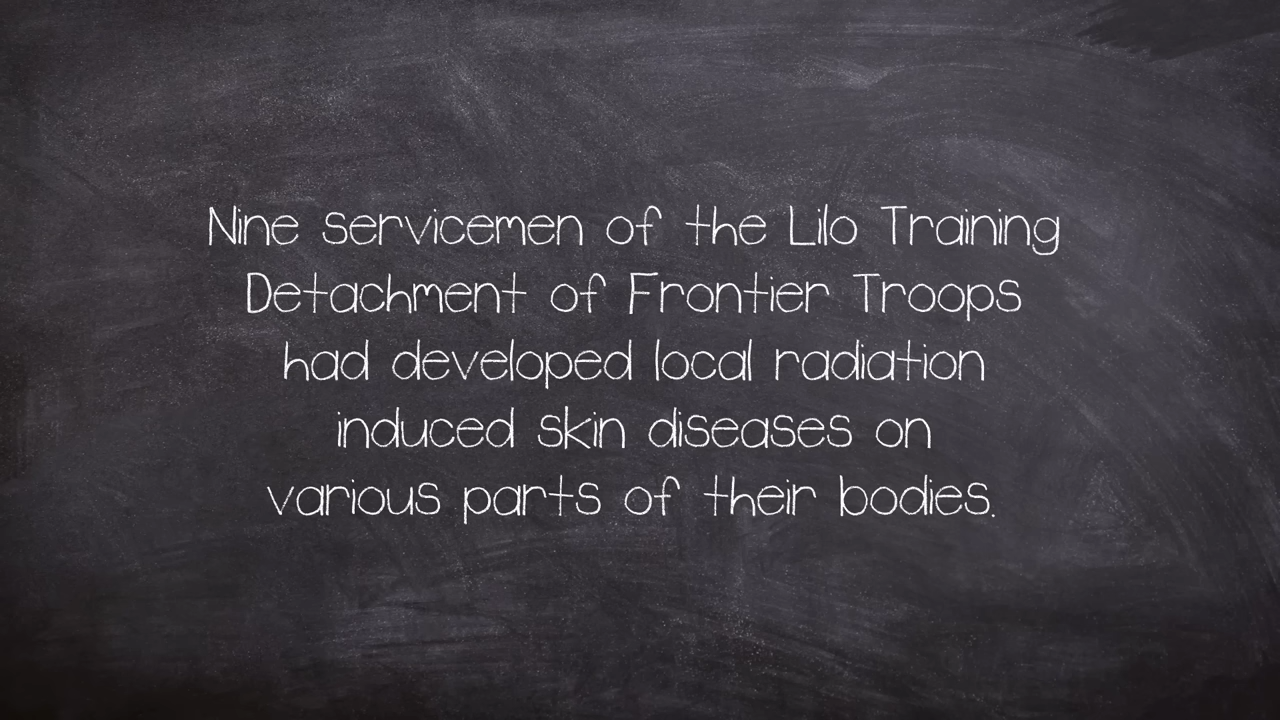 Nine servicemen of the Lilo Training
Detachment of Frontier Troops
had developed local radiation
induced skin diseases on
various parts of their bodies.